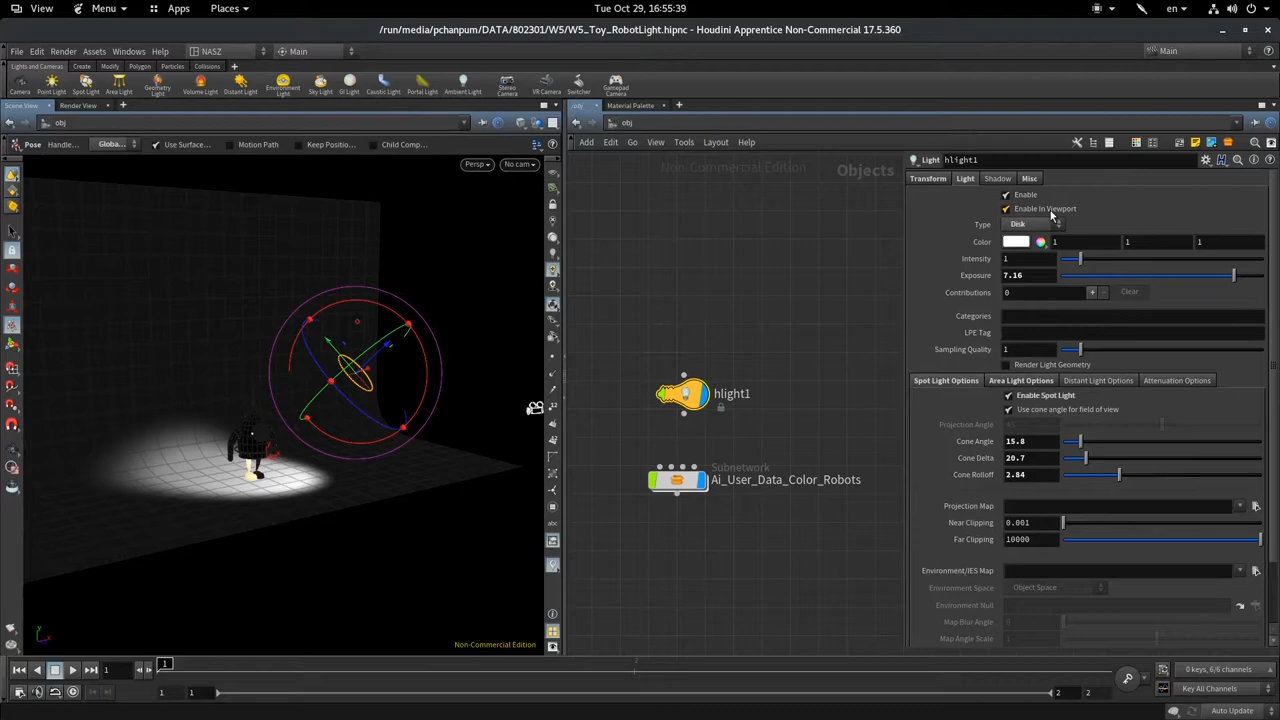 View Menu Apps Places Tue Oct 29, 16:55:39 en
/run/media/pchanpum/DATA/802301/W5/W5_Toy_RobotLight.hipnc - Houdini Apprentice Non-Commercial 17.5.360
File Edit Render Assets Windows Help NASZ Main Main
Lights and Cameras Create Modify Polygon Particles Collisions
Camera Point Light Spot Light Area Light Geometry Light Volume Light Distant Light Environment Light Sky Light GI Light Caustic Light Portal Light Ambient Light Stereo Camera VR Camera Switcher Gamepad Camera
Scene View Render View
obj
Pose Handle... Globa... Use Surface... Motion Path Keep Positio... Child Comp...
Persp No cam
Non-Commercial Edition
/obj Material Palette
obj
Add Edit Go View Tools Layout Help
Non-Commercial Edition Objects
hlight1
Subnetwork
Ai_User_Data_Color_Robots
Light hlight1
Transform Light Shadow Misc
Enable
Enable In Viewport
Type Disk
Color 1 1 1
Intensity 1
Exposure 7.16
Contributions 0 + - Clear
Categories
LPE Tag
Sampling Quality 1
Render Light Geometry
Spot Light Options Area Light Options Distant Light Options Attenuation Options
Enable Spot Light
Use cone angle for field of view
Projection Angle
Cone Angle 15.8
Cone Delta 20.7
Cone Rolloff 2.84
Projection Map
Near Clipping 0.001
Far Clipping 10000
Environment/IES Map
Environment Space Object Space
Environment Null
Map Blur Angle 0
Map Angle Scale 1
1 1 2
1 1 2 2
0 keys, 6/6 channels
Key All Channels
Auto Update